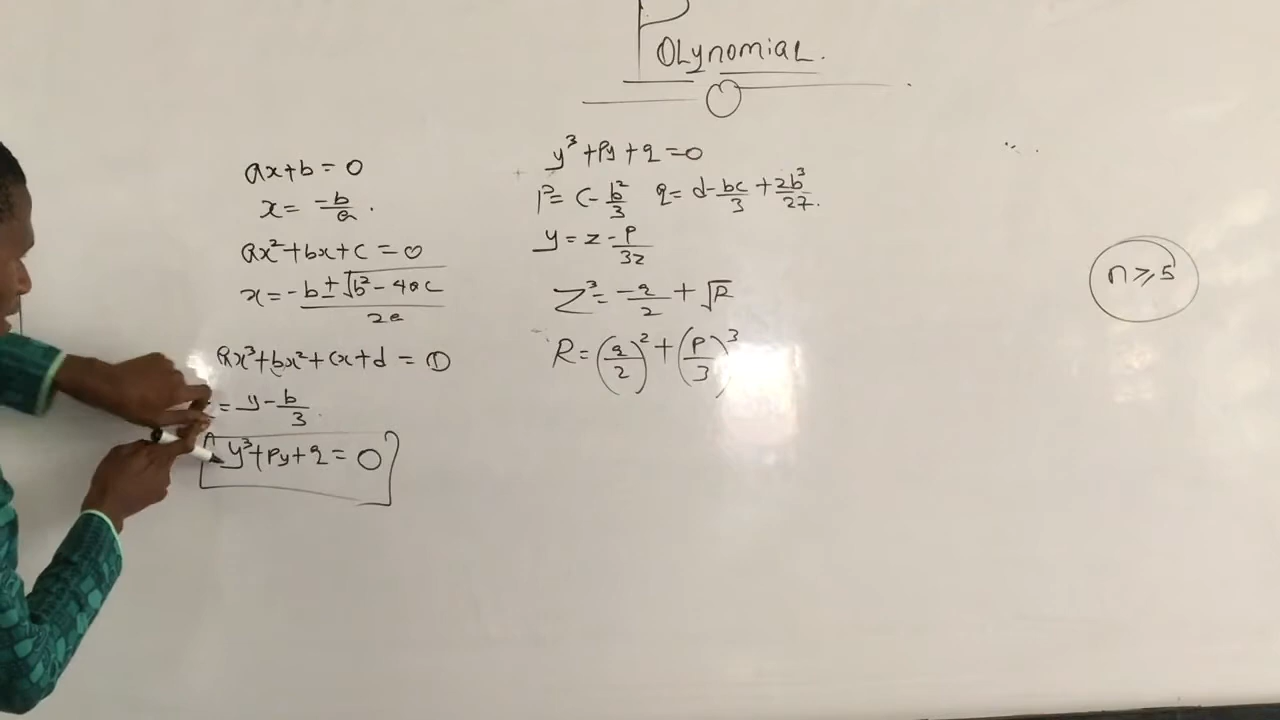 Polynomial.
ax+b = 0
x = -b/a.
ax²+bx+c = 0
x = -b±√b²-4ac/2a
ax³+bx²+cx+d = 0
= y - b/3.
y³+py+q = 0
y³+py+q=0
P = c - b²/3 q = d - bc/3 + 2b³/27.
y = z - P/3z
Z³ = -q/2 + √R
R = (q/2)² + (P/3)³
n ⩾ 5